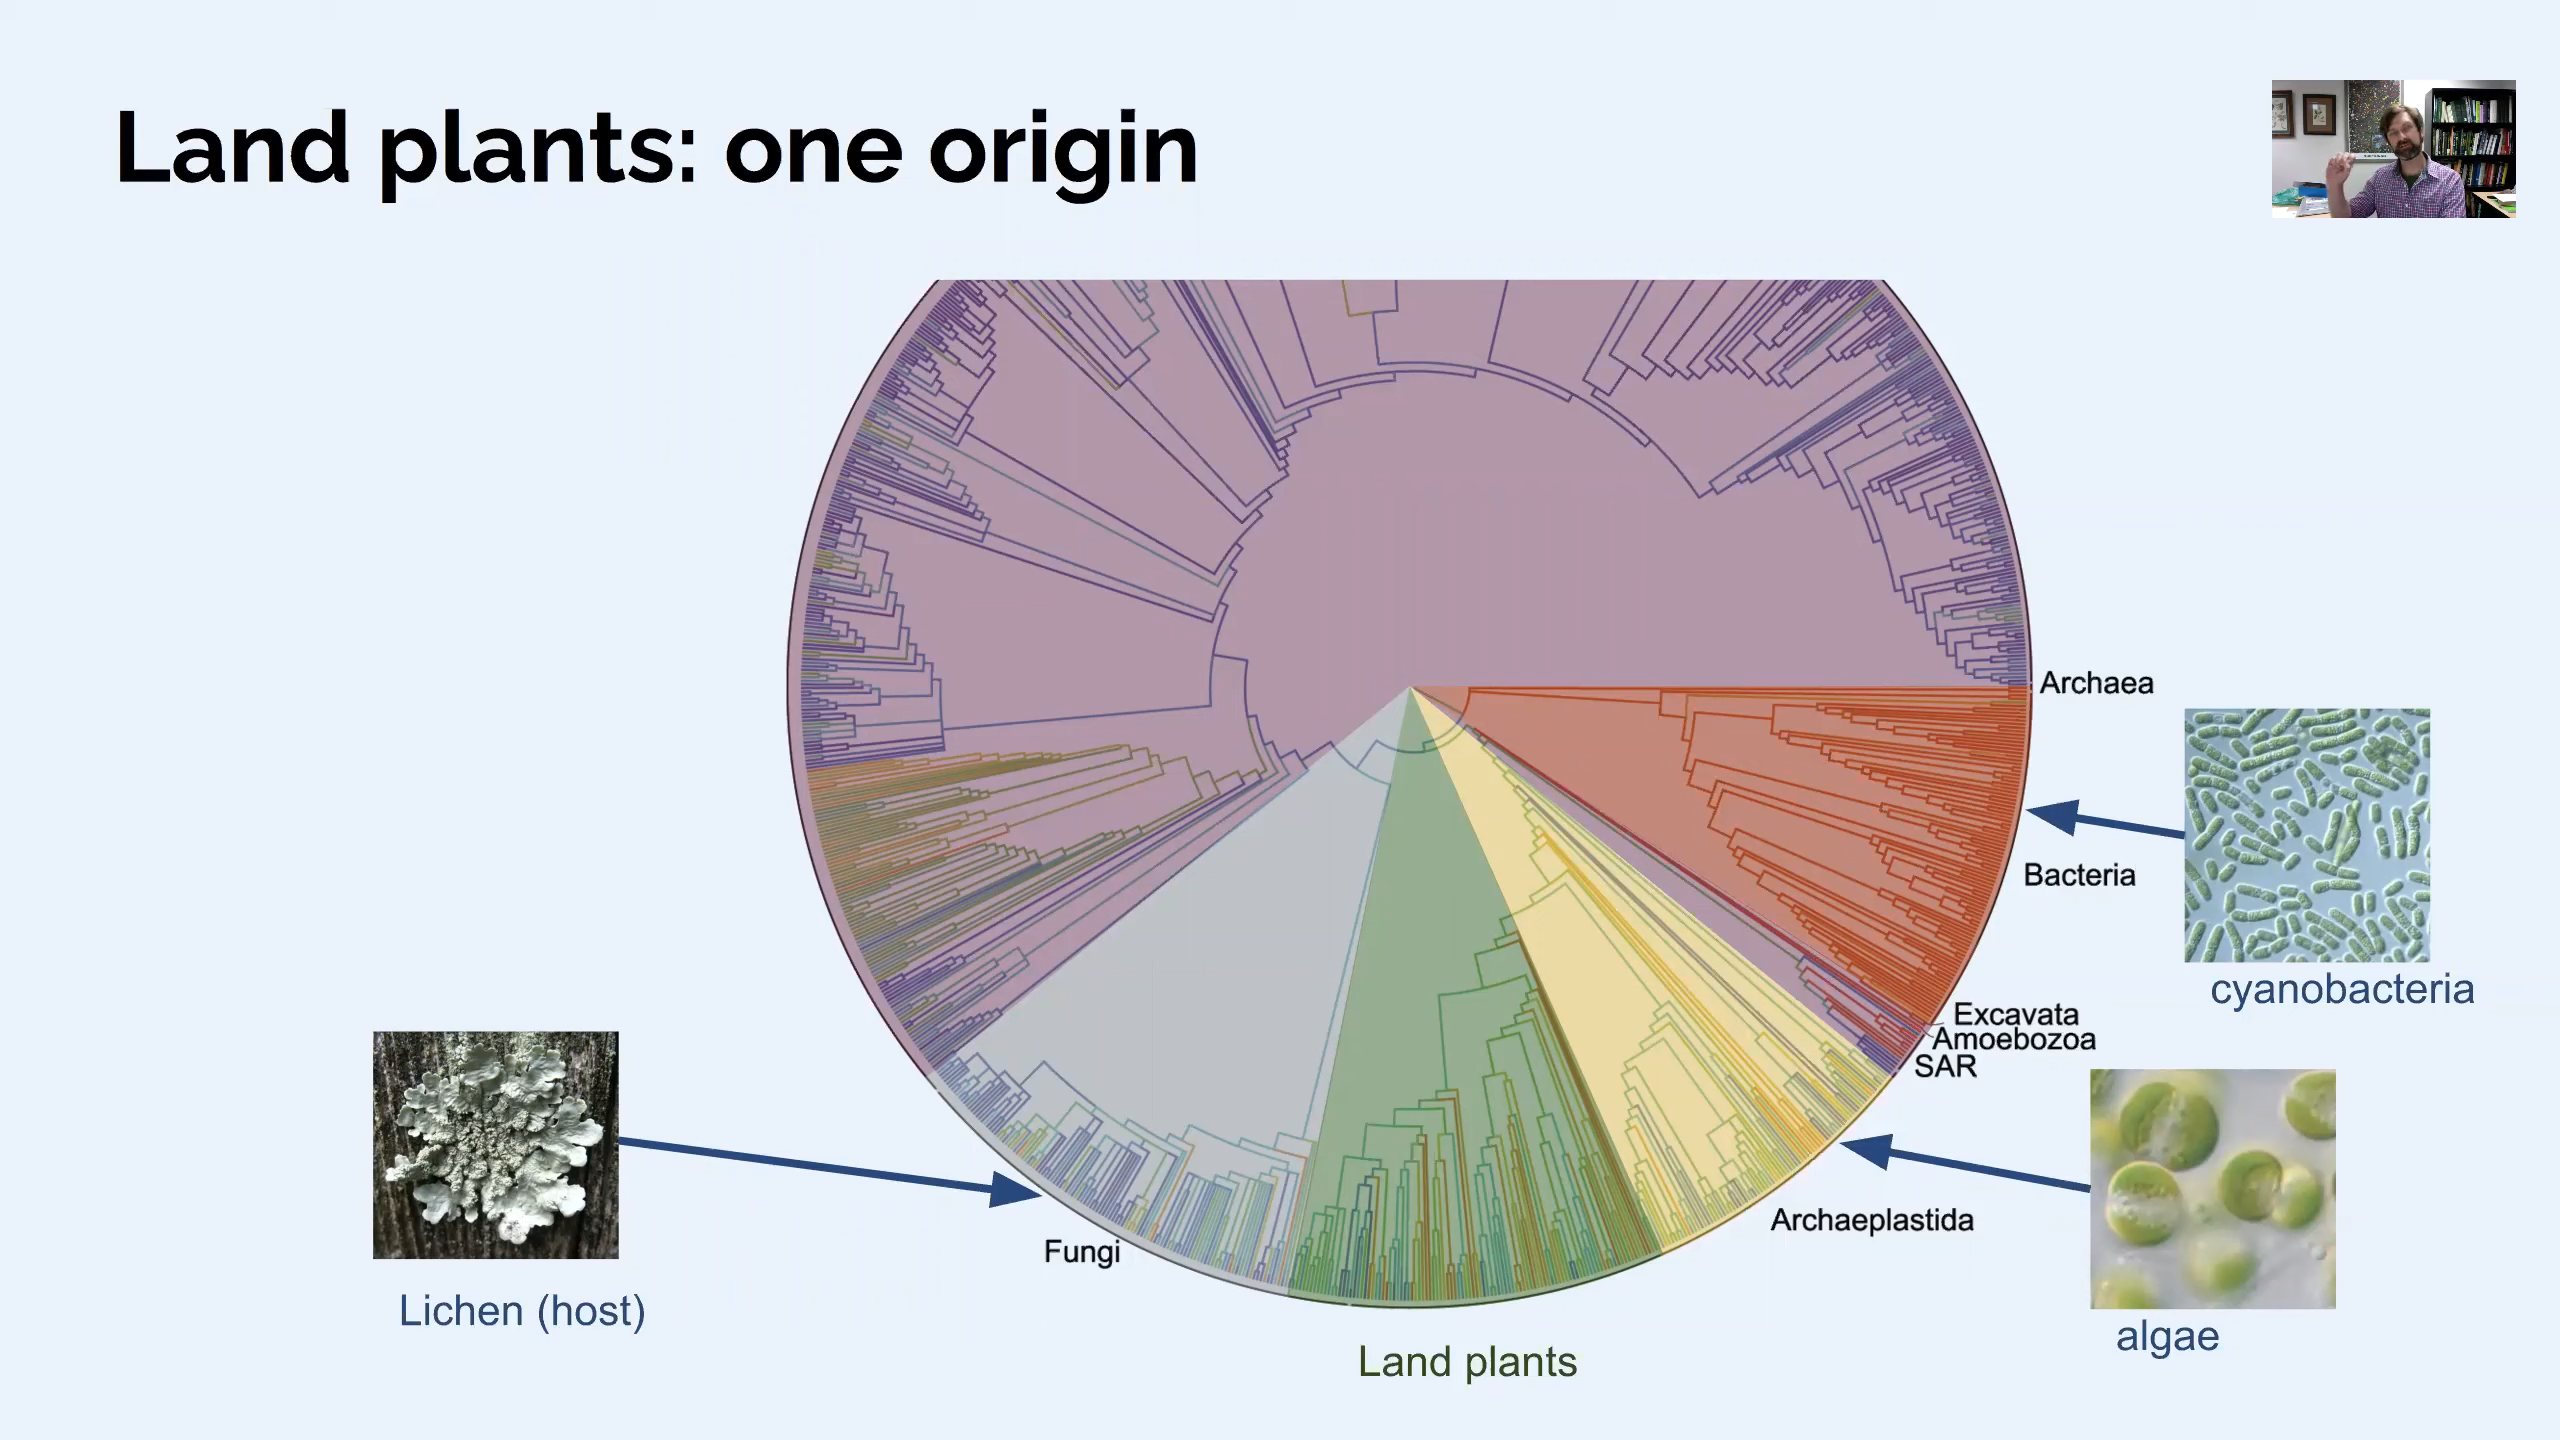 Land plants: one origin
Archaea
Bacteria
cyanobacteria
Excavata
Amoebozoa
SAR
Archaeplastida
algae
Fungi
Lichen (host)
Land plants